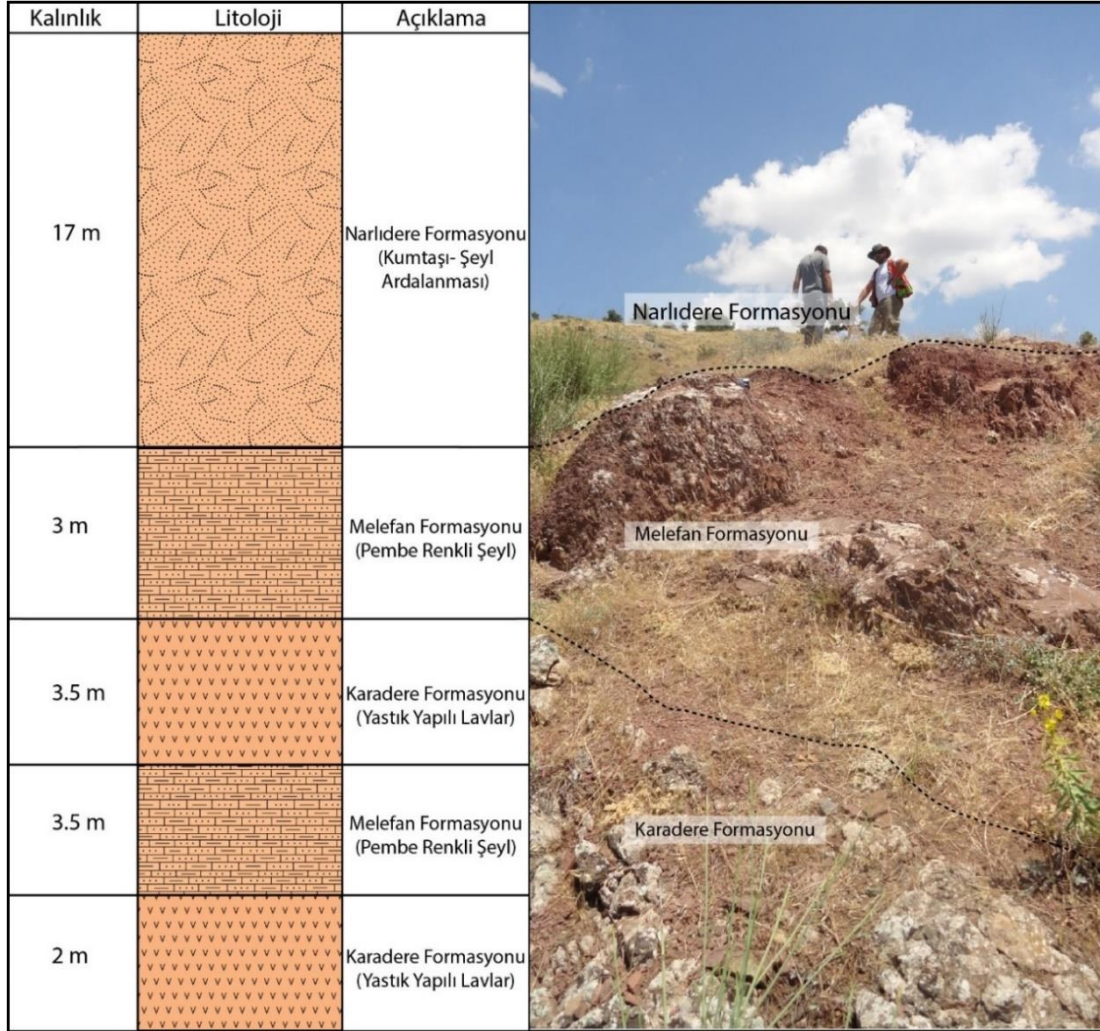 Kalınlık Litoloji Açıklama
17 m
Narlıdere Formasyonu
(Kumtaşı- Şeyl
Ardalanması)
3 m
Melefan Formasyonu
(Pembe Renkli Şeyl)
3.5 m
Karadere Formasyonu
(Yastık Yapılı Lavlar)
3.5 m
Melefan Formasyonu
(Pembe Renkli Şeyl)
2 m
Karadere Formasyonu
(Yastık Yapılı Lavlar)
Narlıdere Formasyonu
Melefan Formasyonu
Karadere Formasyonu